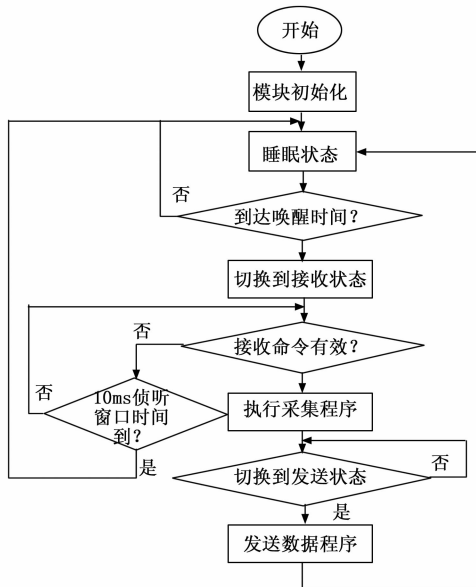 开始
模块初始化
睡眠状态
否
到达唤醒时间？
切换到接收状态
否
接收命令有效？
否
10ms侦听
窗口时间
到？
执行采集程序
是
切换到发送状态
否
是
发送数据程序